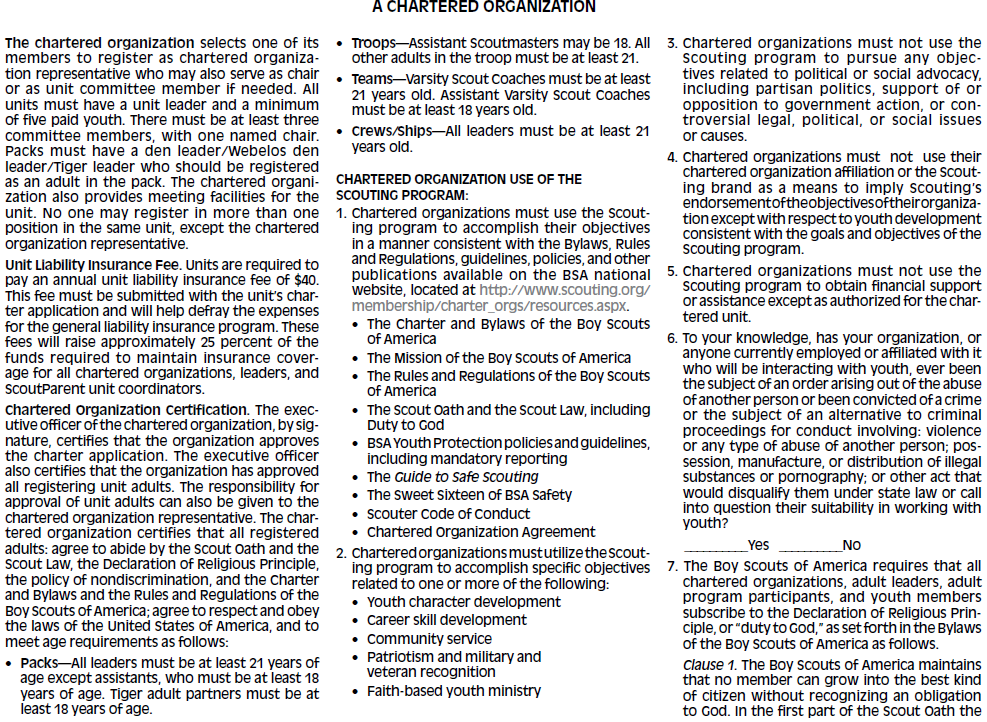 A CHARTERED ORGANIZATION
The chartered organization selects one of its
members to register as chartered organiza-
tion representative who may also serve as chair
or as unit committee member if needed. All
units must have a unit leader and a minimum
of five paid youth. There must be at least three
committee members, with one named chair.
Packs must have a den leader/Webelos den
leader/Tiger leader who should be registered
as an adult in the pack. The chartered organi-
zation also provides meeting facilities for the
unit. No one may register in more than one
position in the same unit, except the chartered
organization representative.
Unit Liability Insurance Fee. Units are required to
pay an annual unit liability insurance fee of $40.
This fee must be submitted with the unit's char-
ter application and will help defray the expenses
for the general liability insurance program. These
fees will raise approximately 25 percent of the
funds required to maintain insurance cover-
age for all chartered organizations, leaders, and
ScoutParent unit coordinators.
Chartered Organization Certification. The exec-
utive officer of the chartered organization, by sig-
nature, certifies that the organization approves
the charter application. The executive officer
also certifies that the organization has approved
all registering unit adults. The responsibility for
approval of unit adults can also be given to the
chartered organization representative. The char-
tered organization certifies that all registered
adults: agree to abide by the Scout Oath and the
Scout Law, the Declaration of Religious Principle,
the policy of nondiscrimination, and the Charter
and Bylaws and the Rules and Regulations of the
Boy Scouts of America; agree to respect and obey
the laws of the United States of America, and to
meet age requirements as follows:
• Packs—All leaders must be at least 21 years of
age except assistants, who must be at least 18
years of age. Tiger adult partners must be at
least 18 years of age.
• Troops—Assistant Scoutmasters may be 18. All
other adults in the troop must be at least 21.
• Teams—Varsity Scout Coaches must be at least
21 years old. Assistant Varsity Scout Coaches
must be at least 18 years old.
• Crews/Ships—All leaders must be at least 21
years old.
CHARTERED ORGANIZATION USE OF THE
SCOUTING PROGRAM:
1. Chartered organizations must use the Scout-
ing program to accomplish their objectives
in a manner consistent with the Bylaws, Rules
and Regulations, guidelines, policies, and other
publications available on the BSA national
website, located at http://www.scouting.org/
membership/charter_orgs/resources.aspx.
• The Charter and Bylaws of the Boy Scouts
of America
• The Mission of the Boy Scouts of America
• The Rules and Regulations of the Boy Scouts
of America
• The Scout Oath and the Scout Law, including
Duty to God
• BSA Youth Protection policies and guidelines,
including mandatory reporting
• The Guide to Safe Scouting
• The Sweet Sixteen of BSA Safety
• Scouter Code of Conduct
• Chartered Organization Agreement
2. Chartered organizations must utilize the Scout-
ing program to accomplish specific objectives
related to one or more of the following:
• Youth character development
• Career skill development
• Community service
• Patriotism and military and
veteran recognition
• Faith-based youth ministry
3. Chartered organizations must not use the
Scouting program to pursue any objec-
tives related to political or social advocacy,
including partisan politics, support of or
opposition to government action, or con-
troversial legal, political, or social issues
or causes.
4. Chartered organizations must not use their
chartered organization affiliation or the Scout-
ing brand as a means to imply Scouting's
endorsement of the objectives of their organiza-
tion except with respect to youth development
consistent with the goals and objectives of the
Scouting program.
5. Chartered organizations must not use the
Scouting program to obtain financial support
or assistance except as authorized for the char-
tered unit.
6. To your knowledge, has your organization, or
anyone currently employed or affiliated with it
who will be interacting with youth, ever been
the subject of an order arising out of the abuse
of another person or been convicted of a crime
or the subject of an alternative to criminal
proceedings for conduct involving: violence
or any type of abuse of another person; pos-
session, manufacture, or distribution of illegal
substances or pornography; or other act that
would disqualify them under state law or call
into question their suitability in working with
youth?
_________Yes _________No
7. The Boy Scouts of America requires that all
chartered organizations, adult leaders, adult
program participants, and youth members
subscribe to the Declaration of Religious Prin-
ciple, or "duty to God," as set forth in the Bylaws
of the Boy Scouts of America as follows.
Clause 1. The Boy Scouts of America maintains
that no member can grow into the best kind
of citizen without recognizing an obligation
to God. In the first part of the Scout Oath the